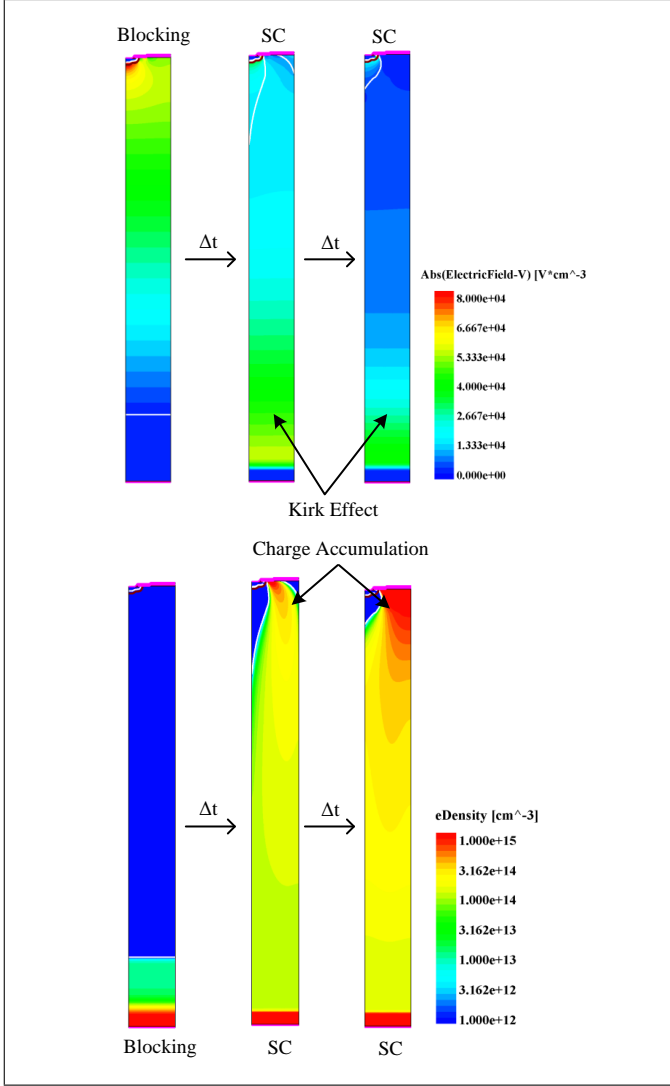 Blocking SC SC
Δt Δt
Abs(ElectricField-V) [V*cm^-3
8.000e+04
6.667e+04
5.333e+04
4.000e+04
2.667e+04
1.333e+04
0.000e+00
Kirk Effect
Charge Accumulation
Δt Δt
eDensity [cm^-3]
1.000e+15
3.162e+14
1.000e+14
3.162e+13
1.000e+13
3.162e+12
1.000e+12
Blocking SC SC